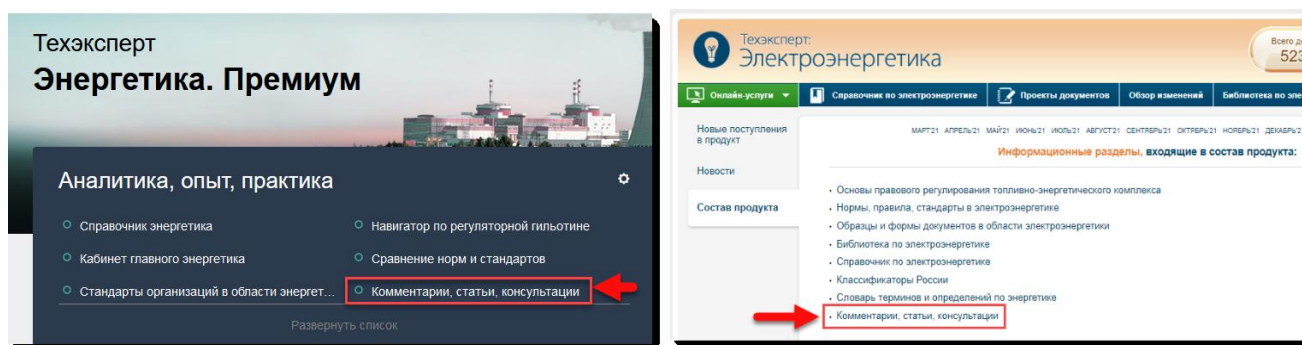 Техэксперт
Энергетика. Премиум
Аналитика, опыт, практика
Справочник энергетика
Навигатор по регуляторной гильотине
Кабинет главного энергетика
Сравнение норм и стандартов
Стандарты организаций в области энергет...
Комментарии, статьи, консультации
Развернуть список
Техэксперт:
Электроэнергетика
Всего д
523
Онлайн-услуги
Справочник по электроэнергетике
Проекты документов
Обзор изменений
Библиотека по эле
Новые поступления
в продукт
Новости
Состав продукта
МАРТ'21 АПРЕЛЬ'21 МАЙ'21 ИЮНЬ'21 ИЮЛЬ'21 АВГУСТ'21 СЕНТЯБРЬ'21 ОКТЯБРЬ'21 НОЯБРЬ'21 ДЕКАБРЬ'2
Информационные разделы, входящие в состав продукта:
Основы правового регулирования топливно-энергетического комплекса
Нормы, правила, стандарты в электроэнергетике
Образцы и формы документов в области электроэнергетики
Библиотека по электроэнергетике
Справочник по электроэнергетике
Классификаторы России
Словарь терминов и определений по энергетике
Комментарии, статьи, консультации